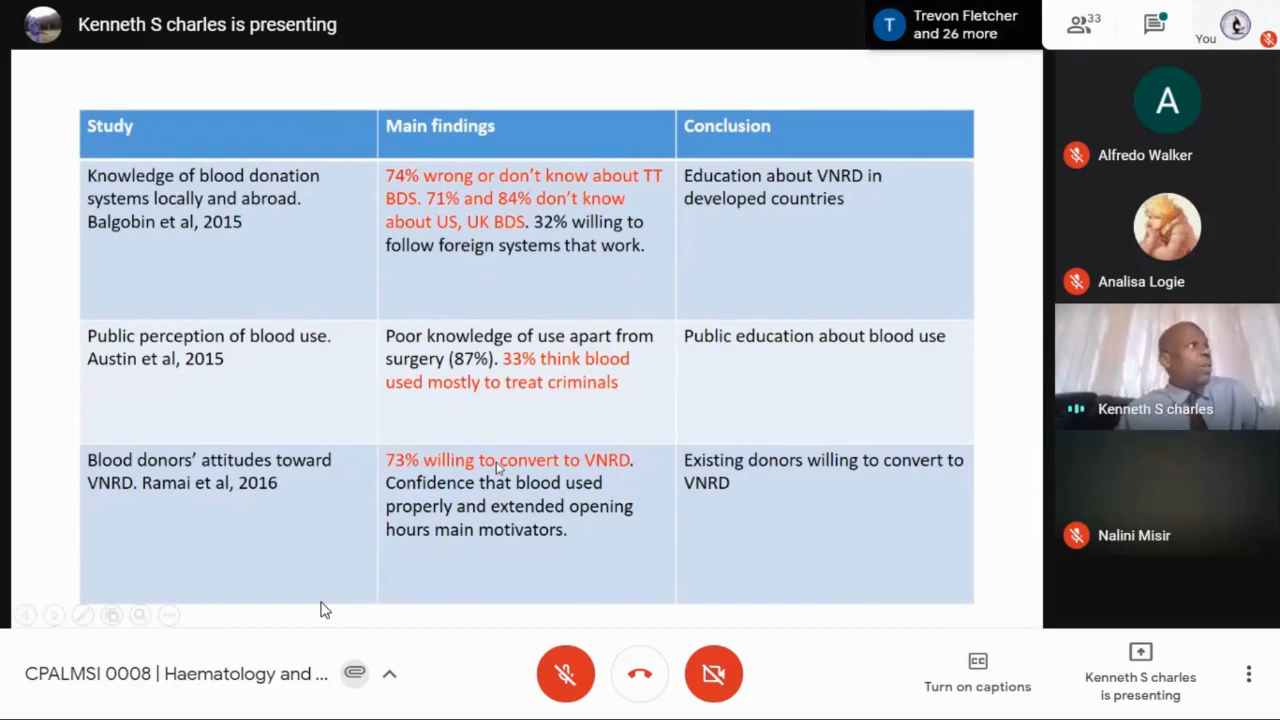 Kenneth S charles is presenting
T
Trevon Fletcher
and 26 more
33
You
Study
Main findings
Conclusion
Knowledge of blood donation
systems locally and abroad.
Balgobin et al, 2015
74% wrong or don't know about TT
BDS. 71% and 84% don't know
about US, UK BDS. 32% willing to
follow foreign systems that work.
Education about VNRD in
developed countries
Public perception of blood use.
Austin et al, 2015
Poor knowledge of use apart from
surgery (87%). 33% think blood
used mostly to treat criminals
Public education about blood use
Blood donors' attitudes toward
VNRD. Ramai et al, 2016
73% willing to convert to VNRD.
Confidence that blood used
properly and extended opening
hours main motivators.
Existing donors willing to convert to
VNRD
A
Alfredo Walker
Analisa Logie
Kenneth S charles
Nalini Misir
CPALMSI 0008 | Haematology and ...
CC
Turn on captions
Kenneth S charles
is presenting